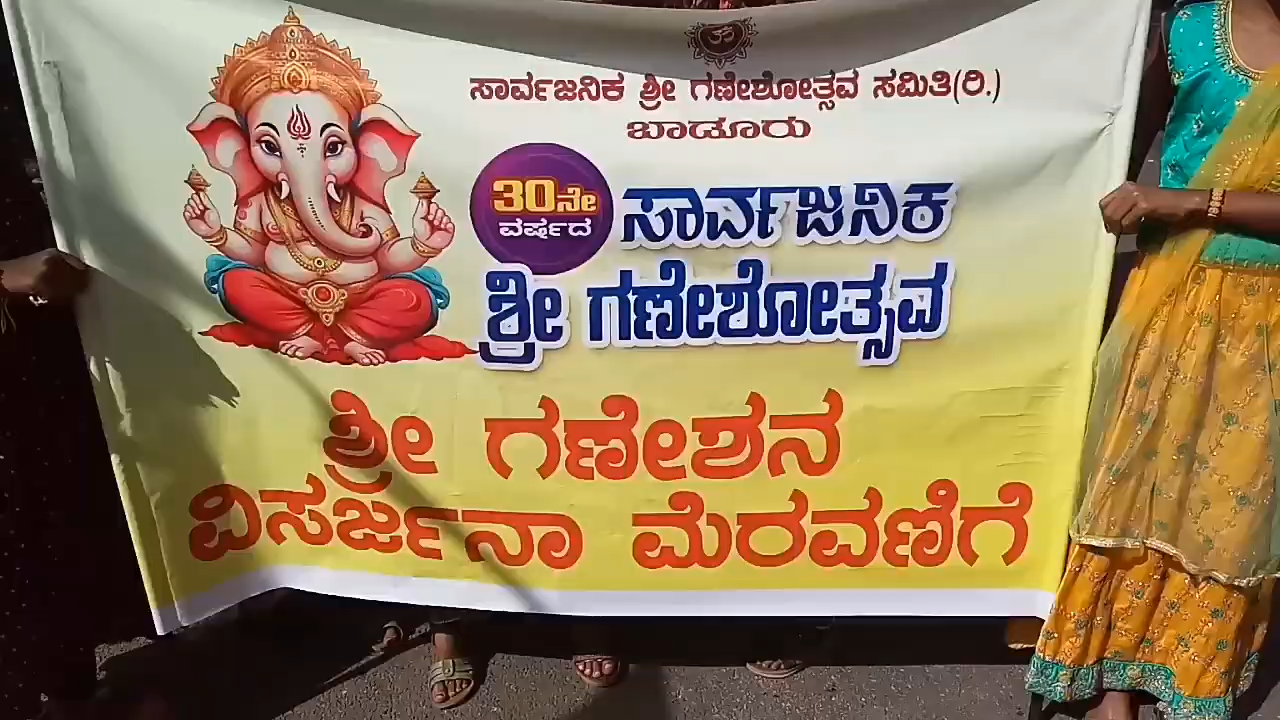 ಸಾರ್ವಜನಿಕ ಶ್ರೀ ಗಣೇಶೋತ್ಸವ ಸಮಿತಿ(ರಿ.)
ಬಾಡೂರು
30ನೇ
ವರ್ಷದ
ಸಾರ್ವಜನಿಕ
ಶ್ರೀ ಗಣೇಶೋತ್ಸವ
ಶ್ರೀ ಗಣೇಶನ
ವಿಸರ್ಜನಾ ಮೆರವಣಿಗೆ